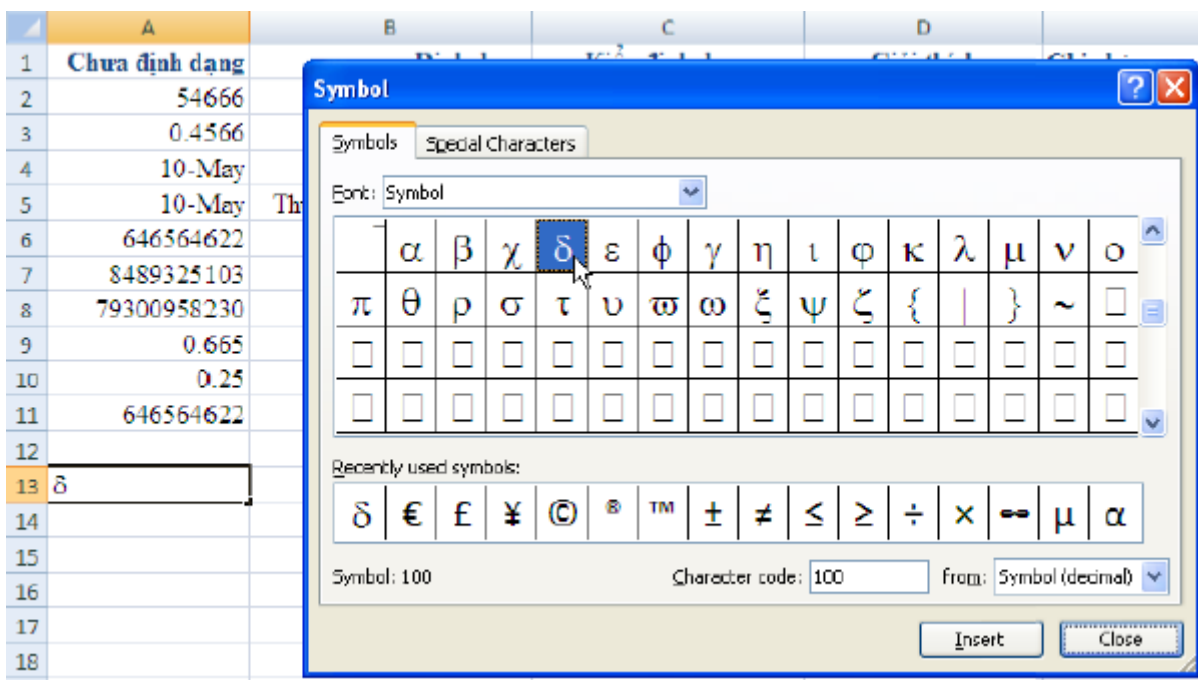 A B C D
1 Chưa định dạng
2 54666
3 0.4566
4 10-May
5 10-May Th
6 646564622
7 8489325103
8 79300958230
9 0.665
10 0.25
11 646564622
12
13 δ
14
15
16
17
18
Symbol
Symbols Special Characters
Font: Symbol
α β χ δ ε φ γ η ι ϕ κ λ μ ν ο
π θ ρ σ τ υ ϖ ω ξ ψ ζ { | } ~
Recently used symbols:
δ € £ ¥ © ® ™ ± ≠ ≤ ≥ ÷ × ∞ µ α
Symbol: 100 Character code: 100 from: Symbol (decimal)
Insert Close